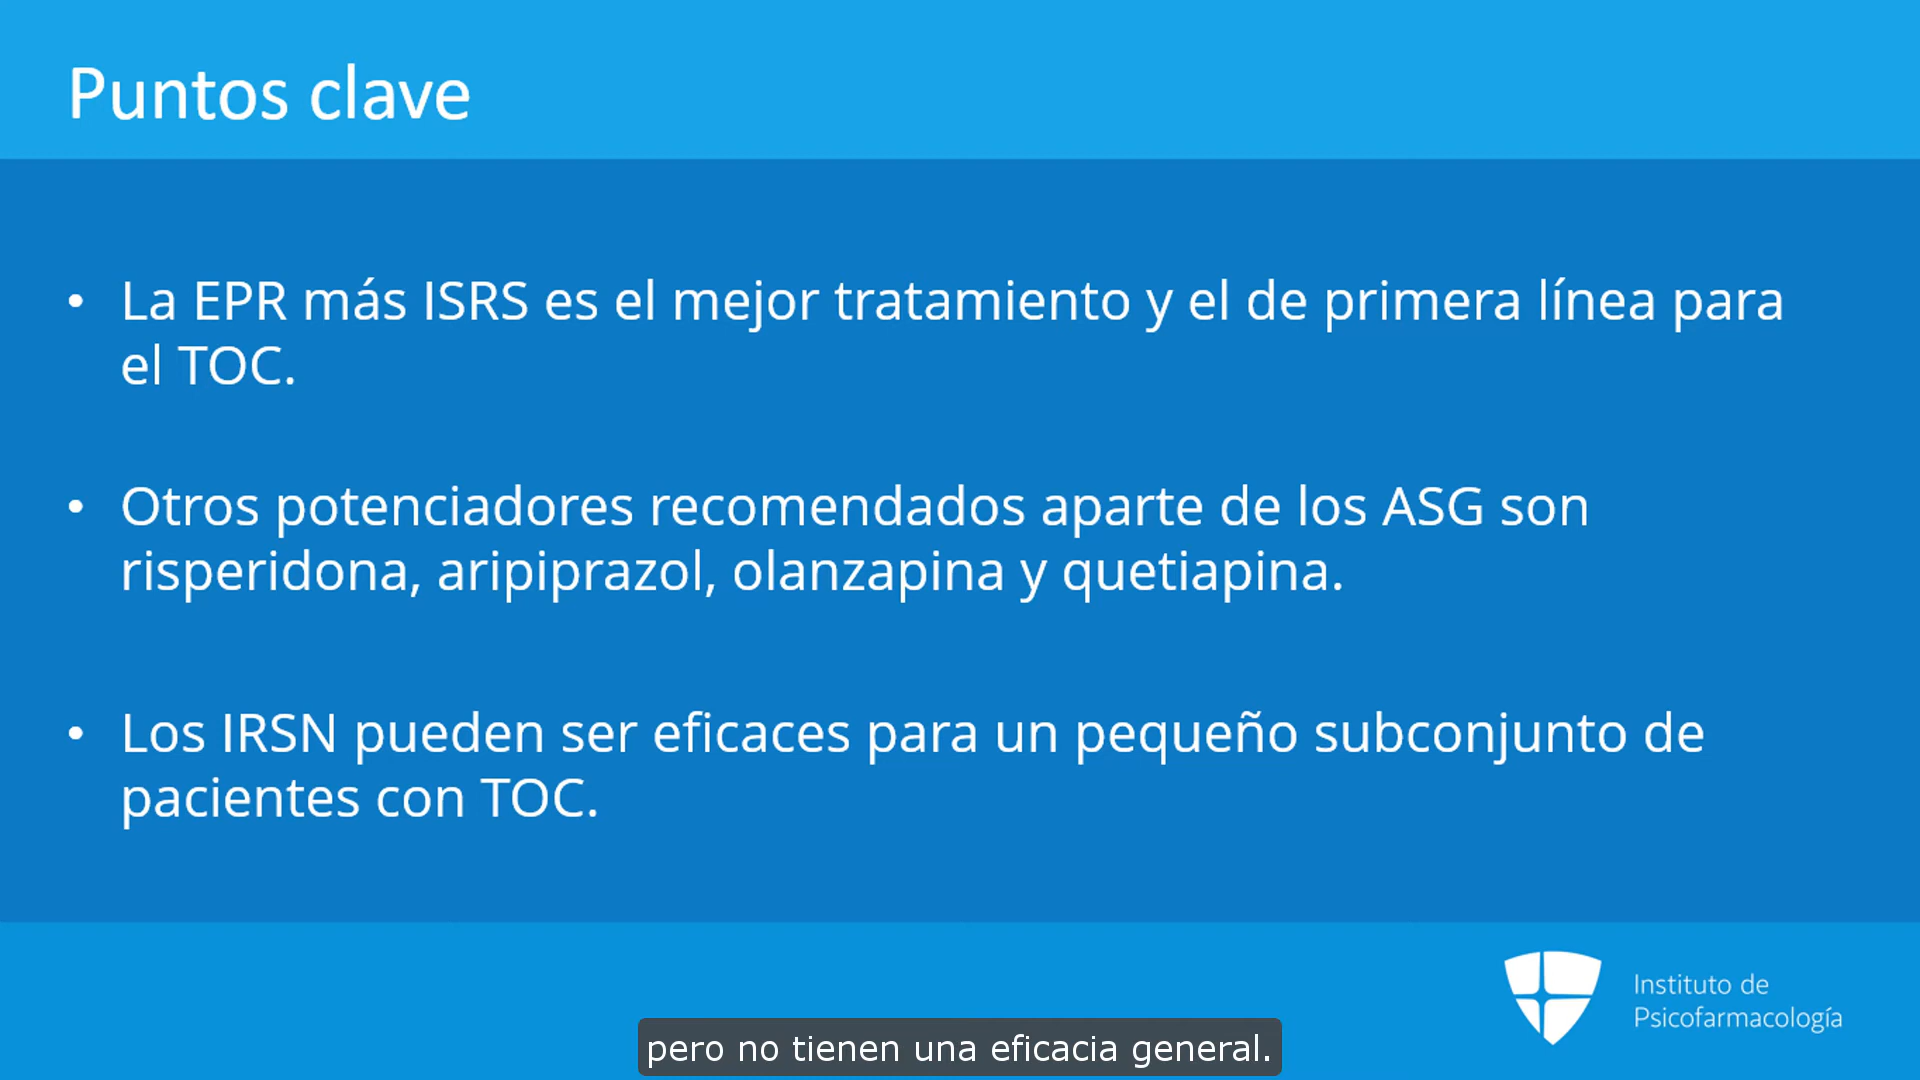 Puntos clave
• La EPR más ISRS es el mejor tratamiento y el de primera línea para
el TOC.
• Otros potenciadores recomendados aparte de los ASG son
risperidona, aripiprazol, olanzapina y quetiapina.
• Los IRSN pueden ser eficaces para un pequeño subconjunto de
pacientes con TOC.
Instituto de
Psicofarmacología
pero no tienen una eficacia general.